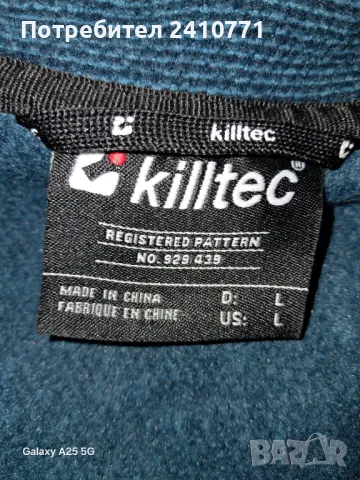 Потребител 2410771
killtec
killtec®
REGISTERED PATTERN
NO. 929 439
MADE IN CHINA D: L
FABRIQUE EN CHINE US: L
Galaxy A25 5G
BAZAR